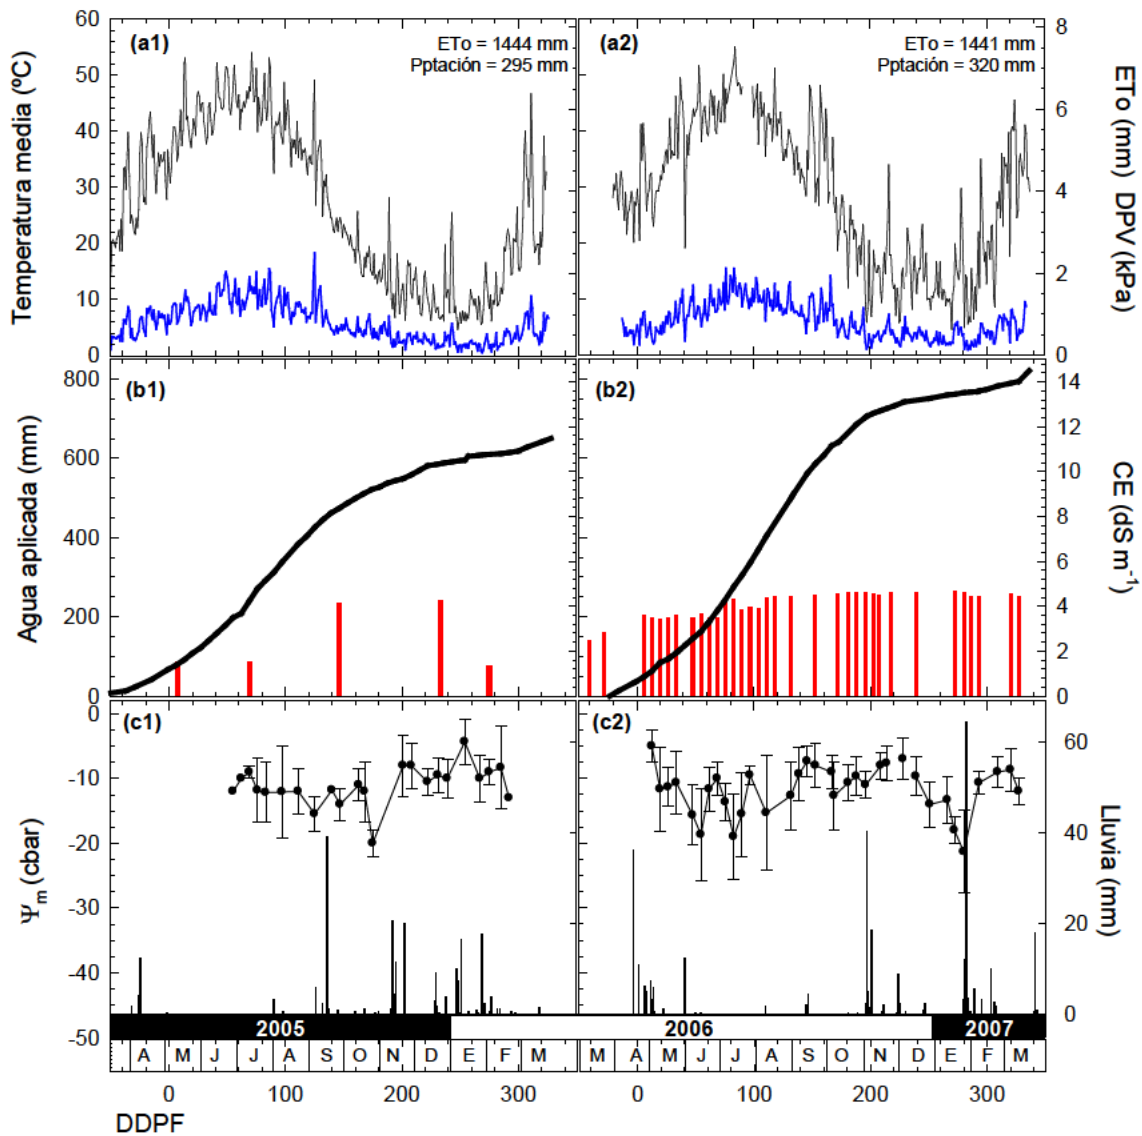 (a1)
ETo = 1444 mm
Pptación = 295 mm
(a2)
ETo = 1441 mm
Pptación = 320 mm
Temperatura media (ºC)
60
50
40
30
20
10
0
8
6
4
2
0
ETo (mm) DPV (kPa)
(b1)
(b2)
Agua aplicada (mm)
800
600
400
200
0
14
12
10
8
6
4
2
0
CE (dS m-1)
(c1)
(c2)
Ψm (cbar)
0
-10
-20
-30
-40
-50
60
40
20
0
Lluvia (mm)
2005 2006 2007
A M J J A S O N D E F M M A M J J A S O N D E F M
0 100 200 300 0 100 200 300
DDPF